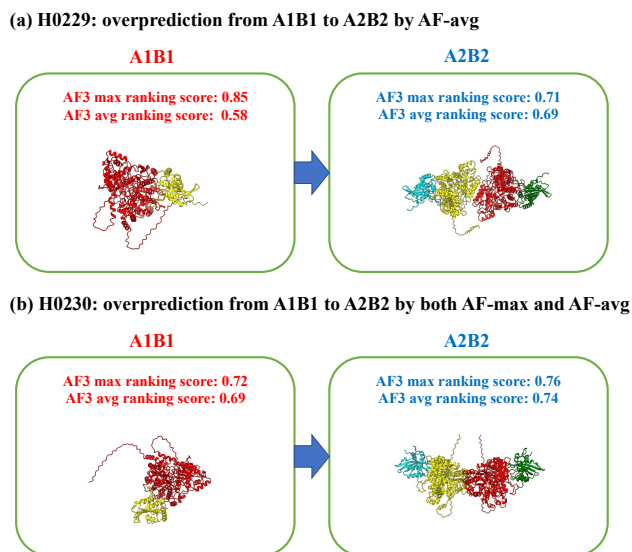 (a) H0229: overprediction from A1B1 to A2B2 by AF-avg
A1B1
AF3 max ranking score: 0.85
AF3 avg ranking score: 0.58
A2B2
AF3 max ranking score: 0.71
AF3 avg ranking score: 0.69
(b) H0230: overprediction from A1B1 to A2B2 by both AF-max and AF-avg
A1B1
AF3 max ranking score: 0.72
AF3 avg ranking score: 0.69
A2B2
AF3 max ranking score: 0.76
AF3 avg ranking score: 0.74